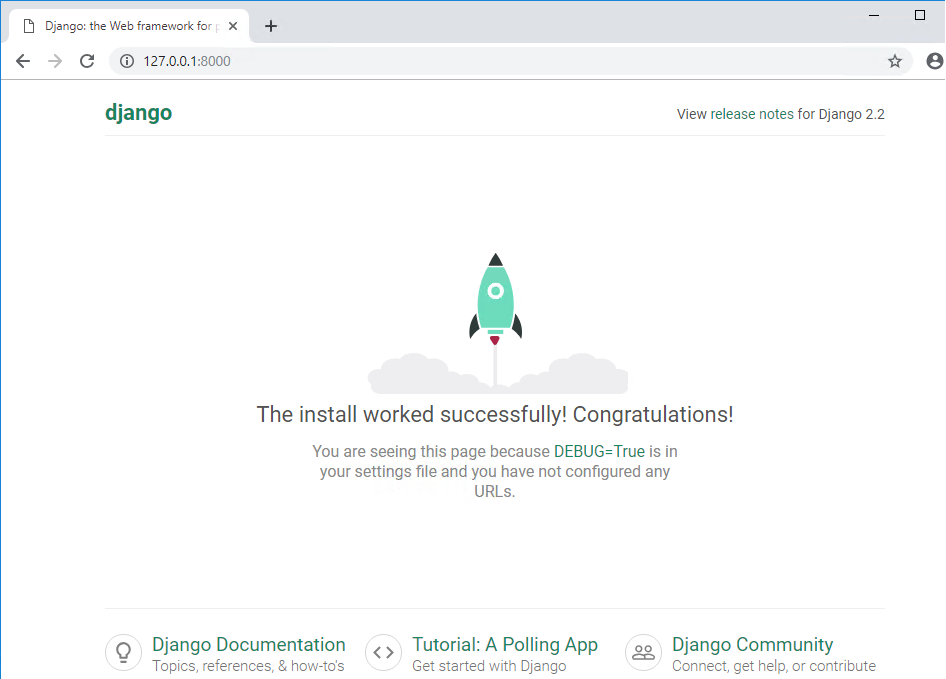 Django: the Web framework for p
127.0.0.1:8000
django
View release notes for Django 2.2
The install worked successfully! Congratulations!
You are seeing this page because DEBUG=True is in
your settings file and you have not configured any
URLs.
Django Documentation
Topics, references, & how-to's
Tutorial: A Polling App
Get started with Django
Django Community
Connect, get help, or contribute